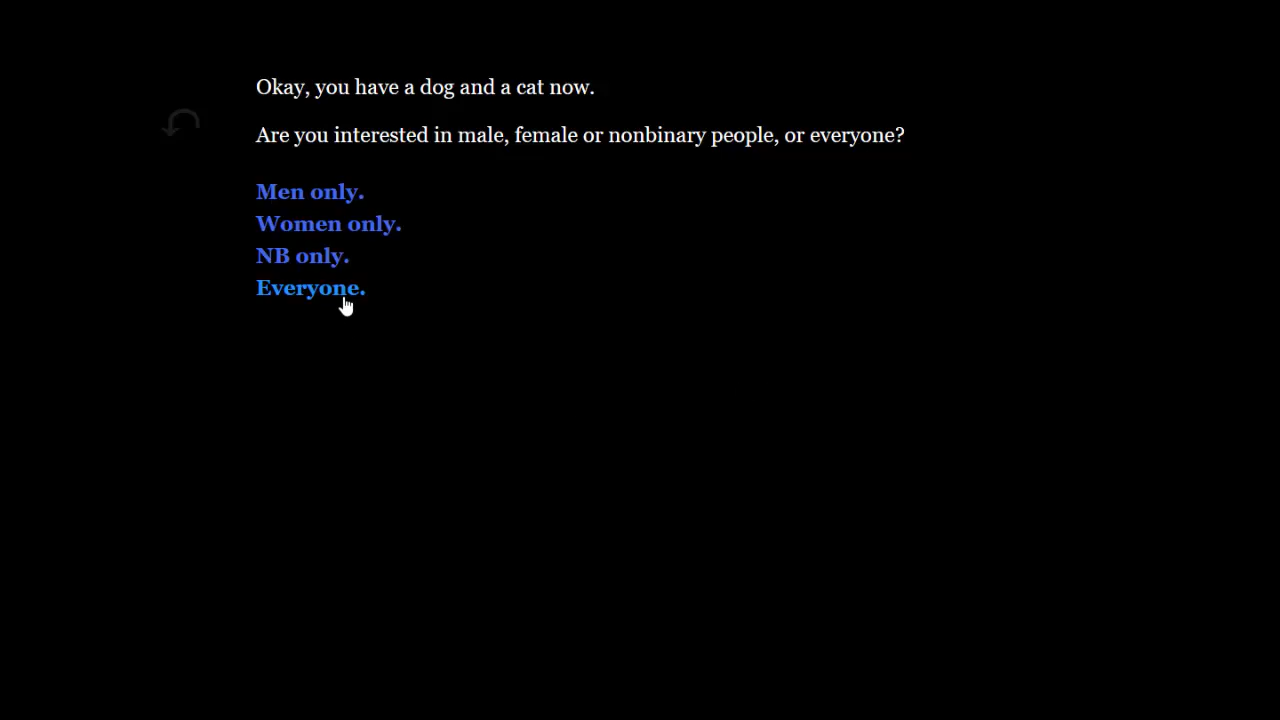 Okay, you have a dog and a cat now.
Are you interested in male, female or nonbinary people, or everyone?
Men only.
Women only.
NB only.
Everyone.